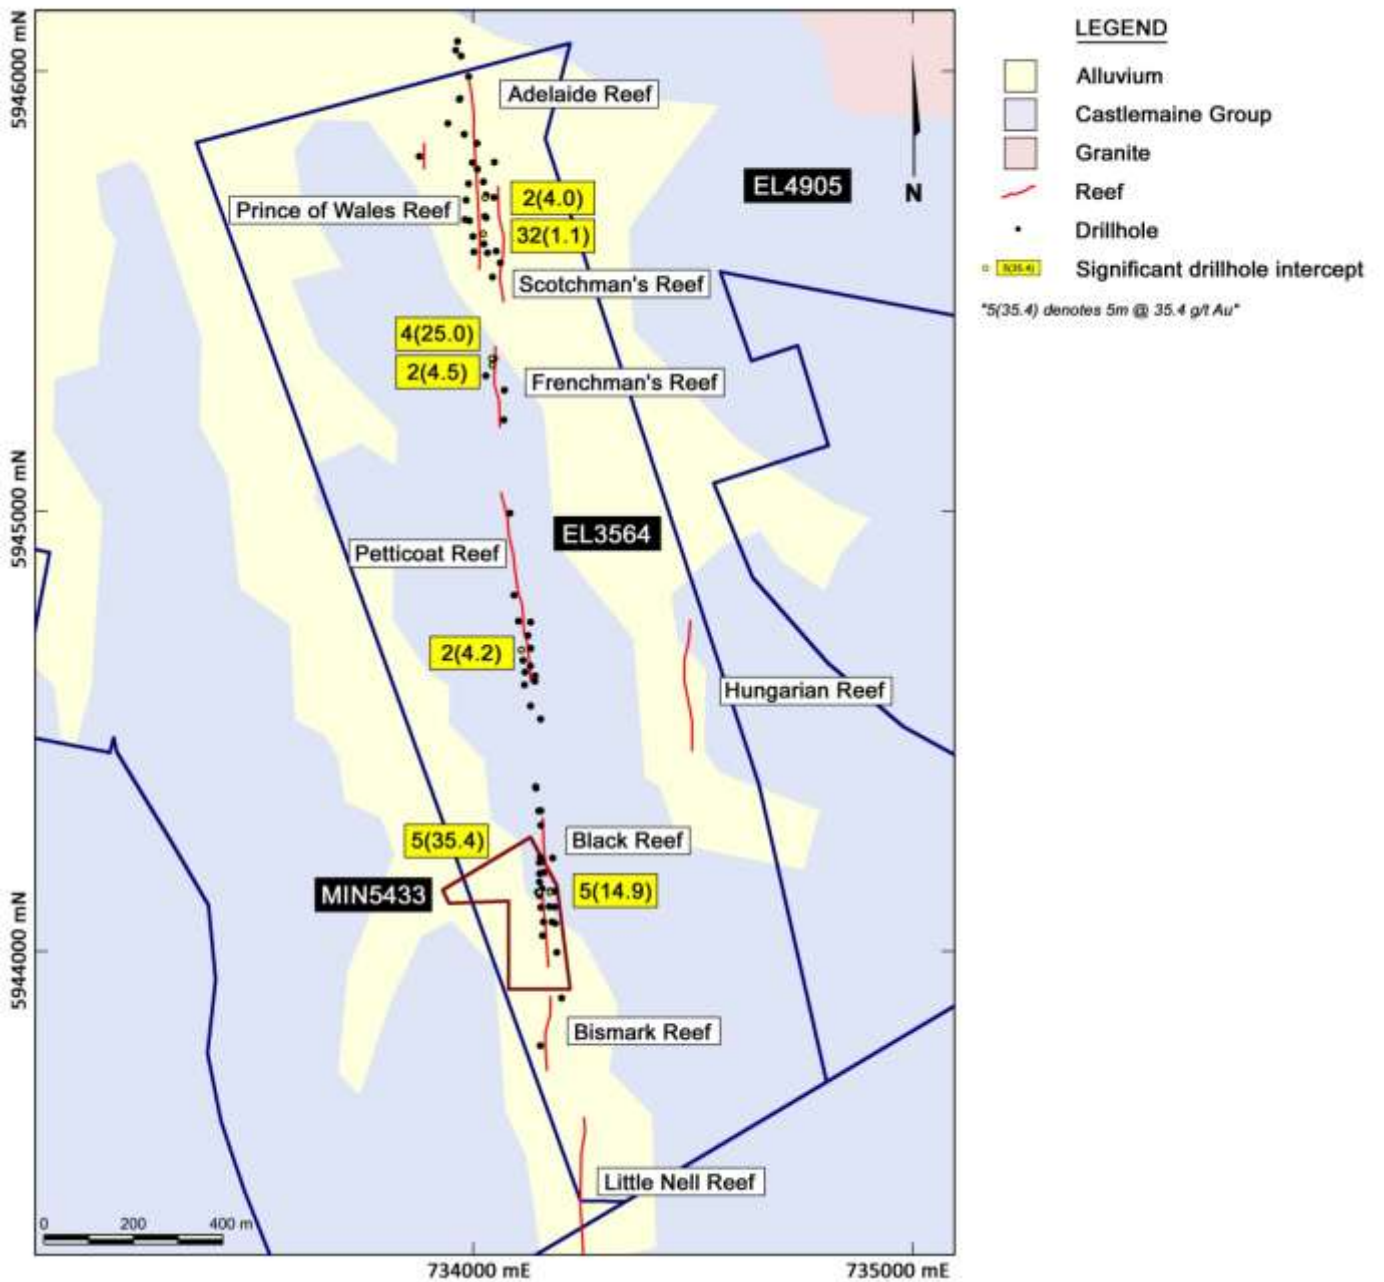 LEGEND
Alluvium
Castlemaine Group
Granite
Reef
Drillhole
5(35.4)
Significant drillhole intercept
"5(35.4) denotes 5m @ 35.4 g/t Au"
5946000 mN
Adelaide Reef
EL4905
N
Prince of Wales Reef
2(4.0)
32(1.1)
Scotchman's Reef
4(25.0)
2(4.5)
Frenchman's Reef
5945000 mN
EL3564
Petticoat Reef
2(4.2)
Hungarian Reef
5(35.4)
Black Reef
MIN5433
5(14.9)
5944000 mN
Bismark Reef
Little Nell Reef
0 200 400 m
734000 mE
735000 mE